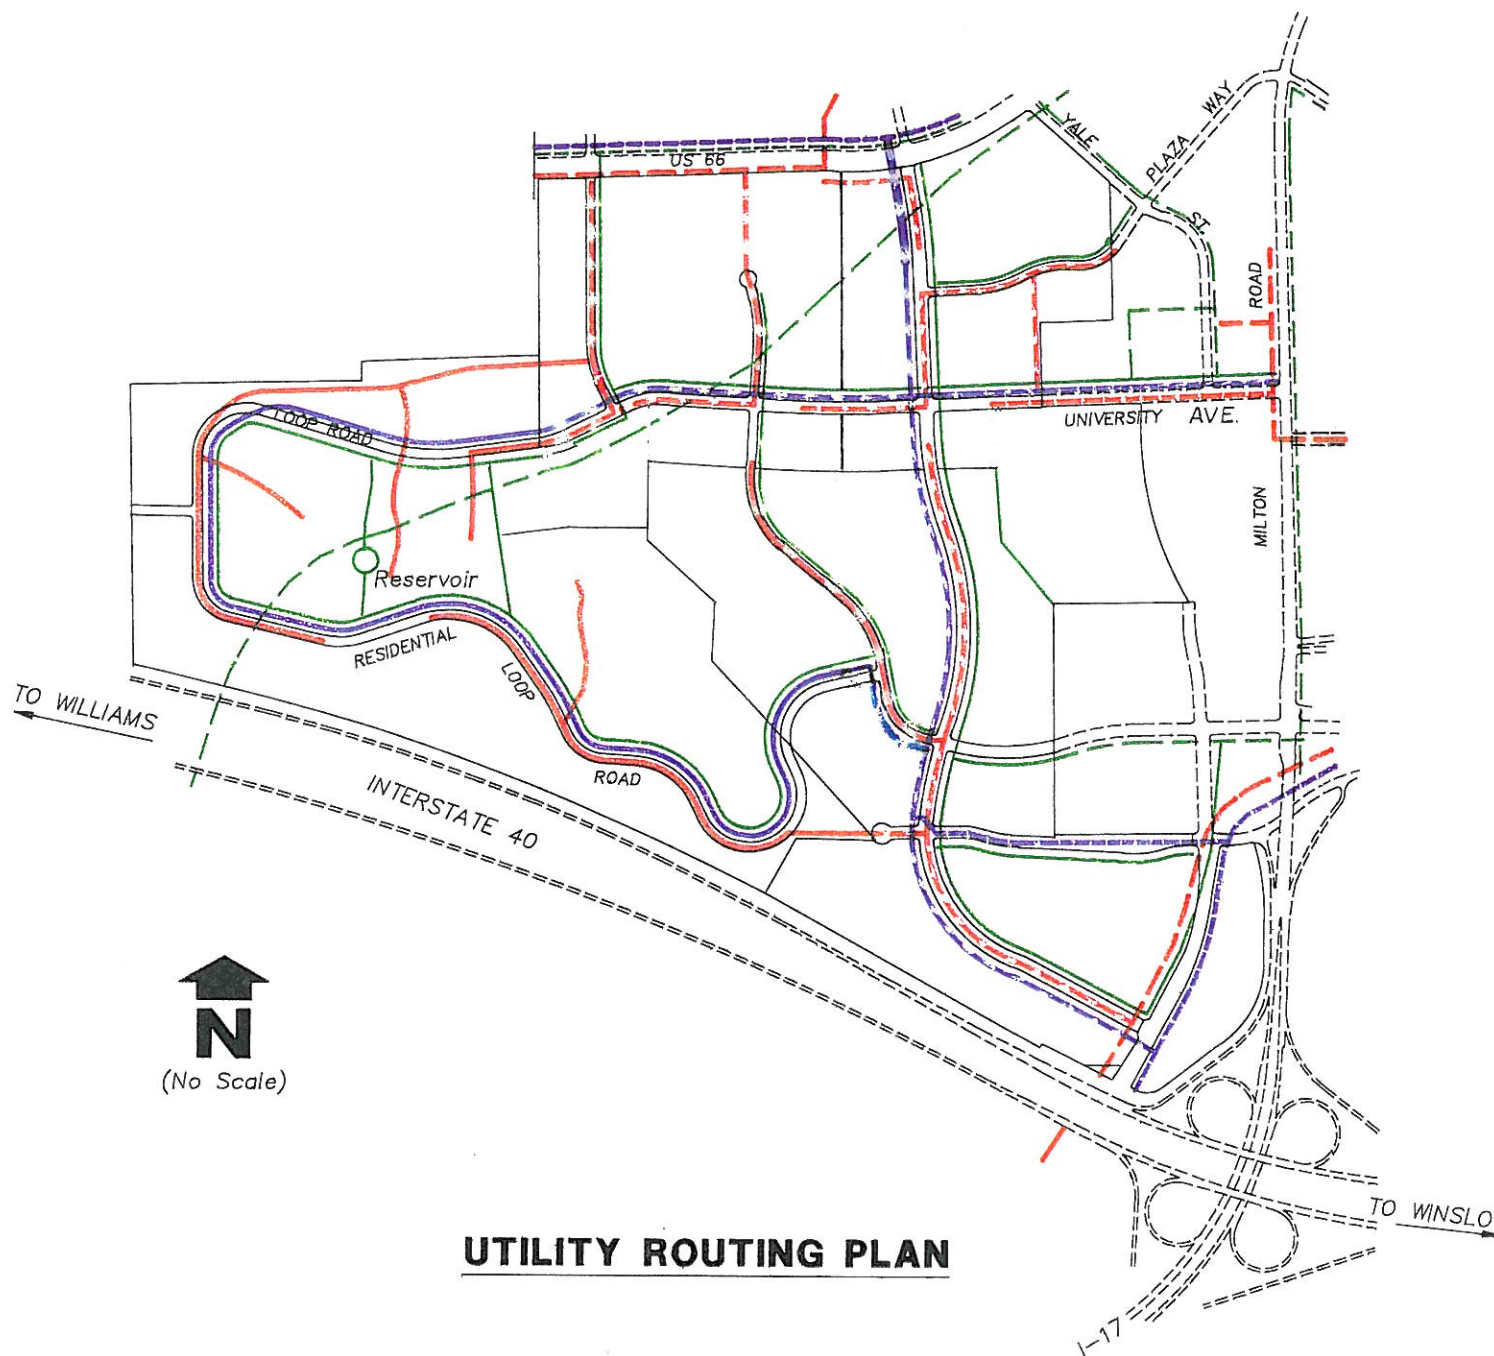 YALE
ST.
PLAZA WAY
US 66
ROAD
MILTON
LOOP ROAD
UNIVERSITY AVE.
Reservoir
RESIDENTIAL
LOOP
ROAD
TO WILLIAMS
INTERSTATE 40
N
(No Scale)
TO WINSLO
UTILITY ROUTING PLAN
I-17